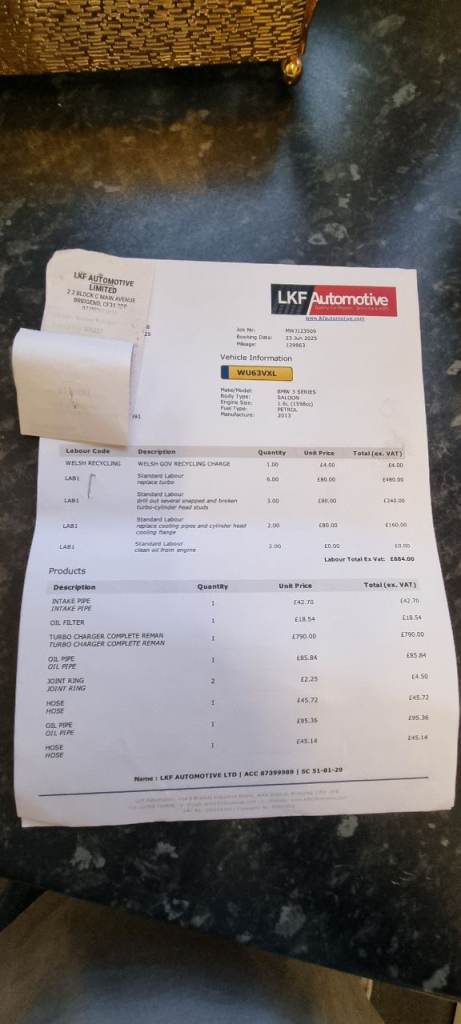 LKF AUTOMOTIVE
LIMITED
2 3 BLOCK C MAIN AVENUE
BRIDGEND,
LKF Automotive
www.lkfautomotive.com
Job No:
Booking Date: 23 Jun 2025
Mileage: 129863
Vehicle Information
WU63VXL
Make/Model: BMW 3 SERIES
Body Type: SALOON
Engine Size: 1.6L (1598cc)
Fuel Type: PETROL
Manufacture: 2013
Labour Code Description Quantity Unit Price Total (ex. VAT)
WELSH RECYCLING WELSH GOV RECYCLING CHARGE 1.00 £4.00 £4.00
LAB1 Standard Labour 6.00 £80.00 £480.00
replace turbo
LAB1 Standard Labour 3.00 £80.00 £240.00
drill out several snapped and broken
turbo-cylinder head studs
LAB1 Standard Labour 2.00 £80.00 £160.00
replace cooling pipes and cylinder head
cooling flange
LAB1 Standard Labour £0.00 £0.00
clean oil from engine
Labour Total Ex Vat: £884.00
Products
Description Quantity Unit Price Total (ex. VAT)
INTAKE PIPE 1 £42.70 £42.70
INTAKE PIPE
OIL FILTER 1 £18.54 £18.54
TURBO CHARGER COMPLETE REMAN 1 £790.00 £790.00
TURBO CHARGER COMPLETE REMAN
OIL PIPE 1 £85.84 £85.84
OIL PIPE
JOINT RING 2 £2.25 £4.50
JOINT RING
HOSE 1 £45.72 £45.72
HOSE
OIL PIPE 1 £95.36 £95.36
OIL PIPE
HOSE 1 £45.14 £45.14
HOSE
Name : LKF AUTOMOTIVE LTD | ACC 87399989 | SC 51-81-29